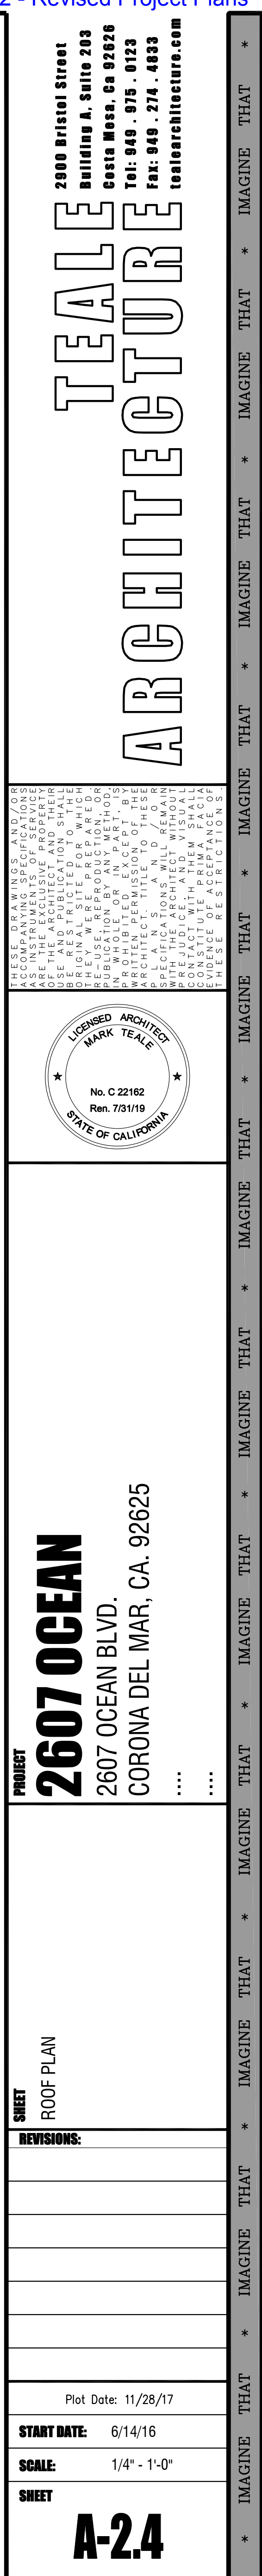 2 - Revised Project Plans
2900 Bristol Street
Building A, Suite 203
Costa Mesa, Ca 92626
Tel: 949 . 975 . 0123
Fax: 949 . 274 . 4833
tealearchitecture.com
TEALE
ARCHITECTURE
THESE DRAWINGS AND/OR
ACCOMPANYING SPECIFICATIONS
AS INSTRUMENTS OF SERVICE
ARE THE EXCLUSIVE PROPERTY
OF THE ARCHITECT AND THEIR
USE AND PUBLICATION SHALL
BE RESTRICTED TO THE
ORIGINAL SITE FOR WHICH
THEY WERE PREPARED.
RE-USE, REPRODUCTION, OR
PUBLICATION BY ANY METHOD,
IN WHOLE OR IN PART, IS
PROHIBITED EXCEPT BY
WRITTEN PERMISSION OF THE
ARCHITECT. TITLE TO THESE
PLANS AND/OR
SPECIFICATIONS WILL REMAIN
WITH THE ARCHITECT WITHOUT
PREJUDICE AND VISUAL
CONTACT WITH THEM SHALL
CONSTITUTE PRIMA FACIE
EVIDENCE OF ACCEPTANCE OF
THESE RESTRICTIONS.
LICENSED ARCHITECT
MARK TEALE
No. C 22162
Ren. 7/31/19
STATE OF CALIFORNIA
PROJECT
2607 OCEAN
2607 OCEAN BLVD.
CORONA DEL MAR, CA. 92625
....
....
SHEET
ROOF PLAN
REVISIONS:
Plot Date: 11/28/17
START DATE: 6/14/16
SCALE: 1/4" - 1'-0"
SHEET
A-2.4
* IMAGINE THAT * IMAGINE THAT * IMAGINE THAT * IMAGINE THAT * IMAGINE THAT * IMAGINE THAT * IMAGINE THAT * IMAGINE THAT * IMAGINE THAT * IMAGINE THAT * IMAGINE THAT * IMAGINE THAT *